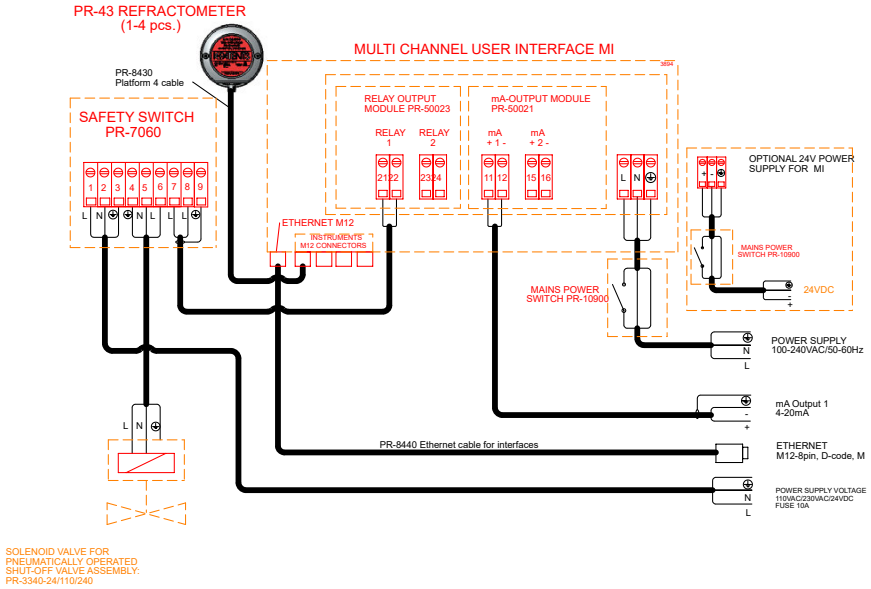 PR-43 REFRACTOMETER
(1-4 pcs.)
PR-8430
Platform 4 cable
MULTI CHANNEL USER INTERFACE MI
3894
SAFETY SWITCH
PR-7060
1 2 3 4 5 6 7 8 9
L N N L L L
RELAY OUTPUT
MODULE PR-50023
RELAY
1
RELAY
2
21 22
23 24
mA-OUTPUT MODULE
PR-50021
mA
+ 1 -
mA
+ 2 -
11 12
15 16
L N
ETHERNET M12
INSTRUMENTS
M12 CONNECTORS
OPTIONAL 24V POWER
SUPPLY FOR MI
+ -
MAINS POWER
SWITCH PR-10900
24VDC
-
+
MAINS POWER
SWITCH PR-10900
POWER SUPPLY
100-240VAC/50-60Hz
N
L
mA Output 1
4-20mA
-
+
PR-8440 Ethernet cable for interfaces
ETHERNET
M12-8pin, D-code, M
POWER SUPPLY VOLTAGE
110VAC/230VAC/24VDC
FUSE 10A
N
L
L N
SOLENOID VALVE FOR
PNEUMATICALLY OPERATED
SHUT-OFF VALVE ASSEMBLY:
PR-3340-24/110/240